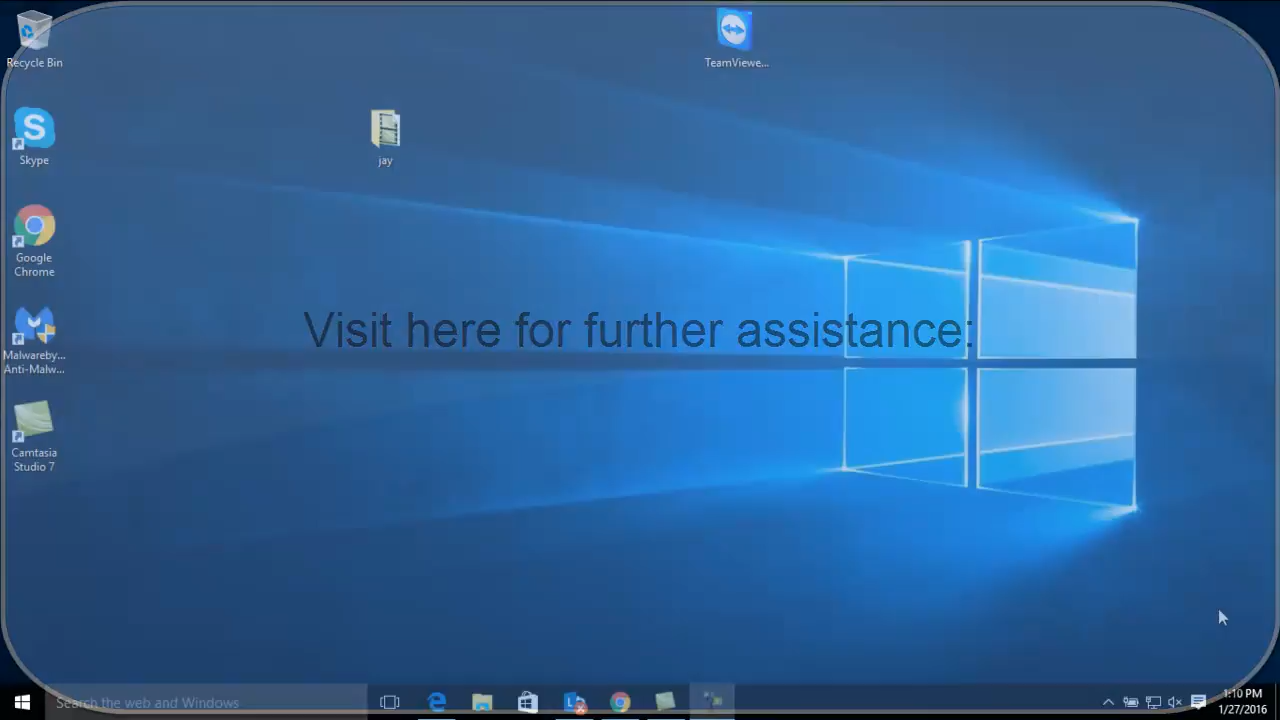 Recycle Bin
TeamViewe...
Skype
jay
Google
Chrome
Visit here for further assistance:
Malwareby...
Anti-Malw...
Camtasia
Studio 7
Search the web and Windows
1:10 PM
1/27/2016